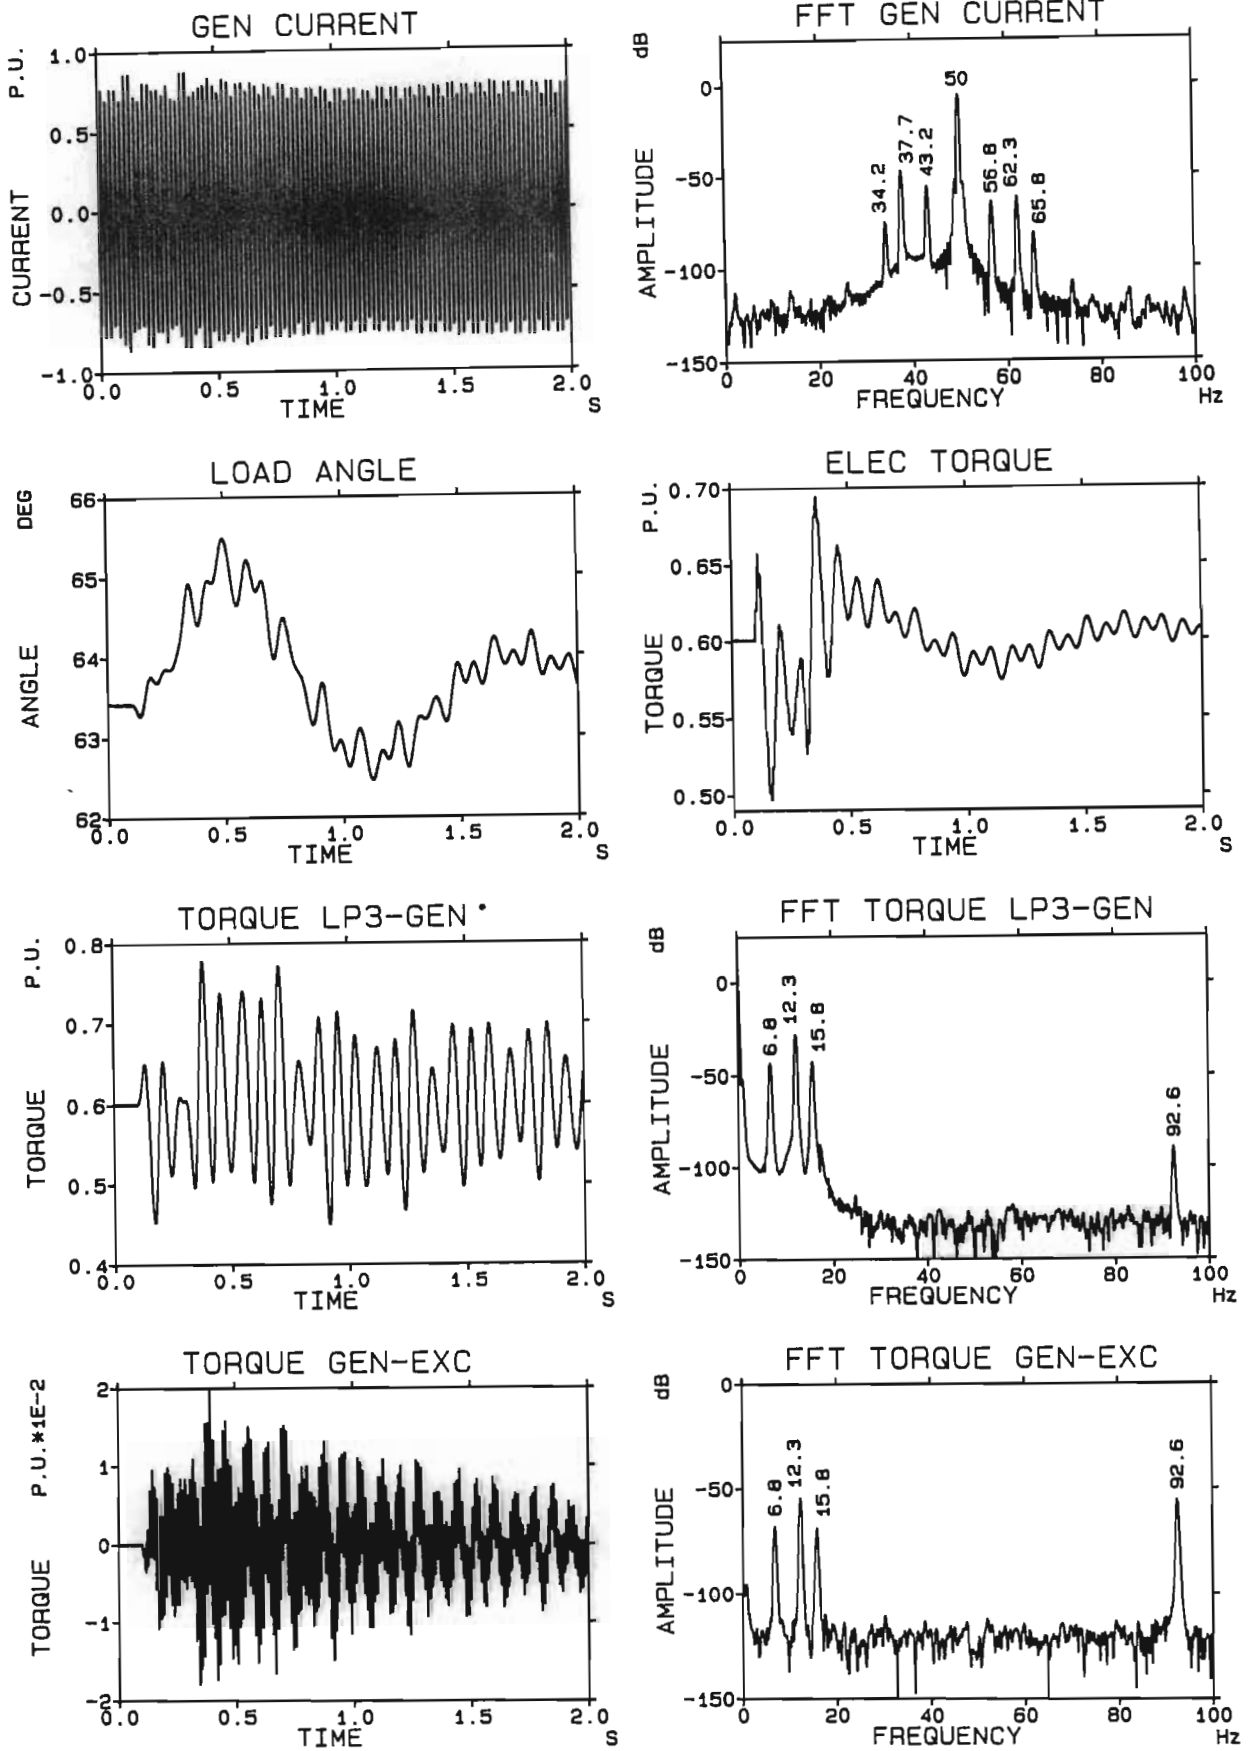 GEN CURRENT
P.U.
CURRENT
1.0
0.5
0.0
-0.5
-1.0
0.0 0.5 1.0 1.5 2.0
TIME
S
FFT GEN CURRENT
dB
AMPLITUDE
0
-50
-100
-150
34.2
37.7
43.2
50
56.8
62.3
65.8
0 20 40 60 80 100
FREQUENCY
Hz
LOAD ANGLE
DEG
ANGLE
66
65
64
63
62
0.0 0.5 1.0 1.5 2.0
TIME
S
ELEC TORQUE
P.U.
TORQUE
0.70
0.65
0.60
0.55
0.50
0.0 0.5 1.0 1.5 2.0
TIME
S
TORQUE LP3-GEN
P.U.
TORQUE
0.8
0.7
0.6
0.5
0.4
0.0 0.5 1.0 1.5 2.0
TIME
S
FFT TORQUE LP3-GEN
dB
AMPLITUDE
0
-50
-100
-150
6.8
12.3
15.8
92.6
0 20 40 60 80 100
FREQUENCY
Hz
TORQUE GEN-EXC
P.U.*1E-2
TORQUE
2
1
0
-1
-2
0.0 0.5 1.0 1.5 2.0
TIME
S
FFT TORQUE GEN-EXC
dB
AMPLITUDE
0
-50
-100
-150
6.8
12.3
15.8
92.6
0 20 40 60 80 100
FREQUENCY
Hz